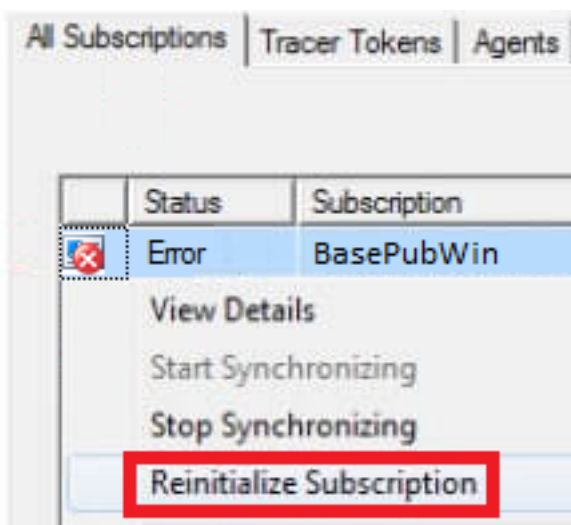 All Subscriptions Tracer Tokens Agents
Status Subscription
Error BasePubWin
View Details
Start Synchronizing
Stop Synchronizing
Reinitialize Subscription